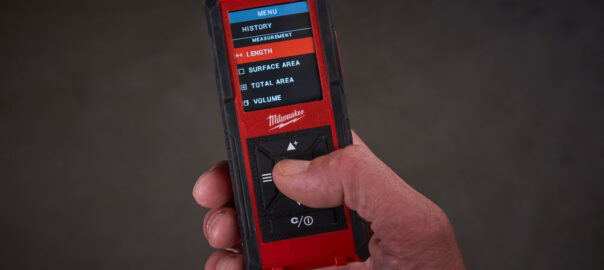 MENU
HISTORY
MEASUREMENT
LENGTH
SURFACE AREA
TOTAL AREA
VOLUME
Milwaukee
C/